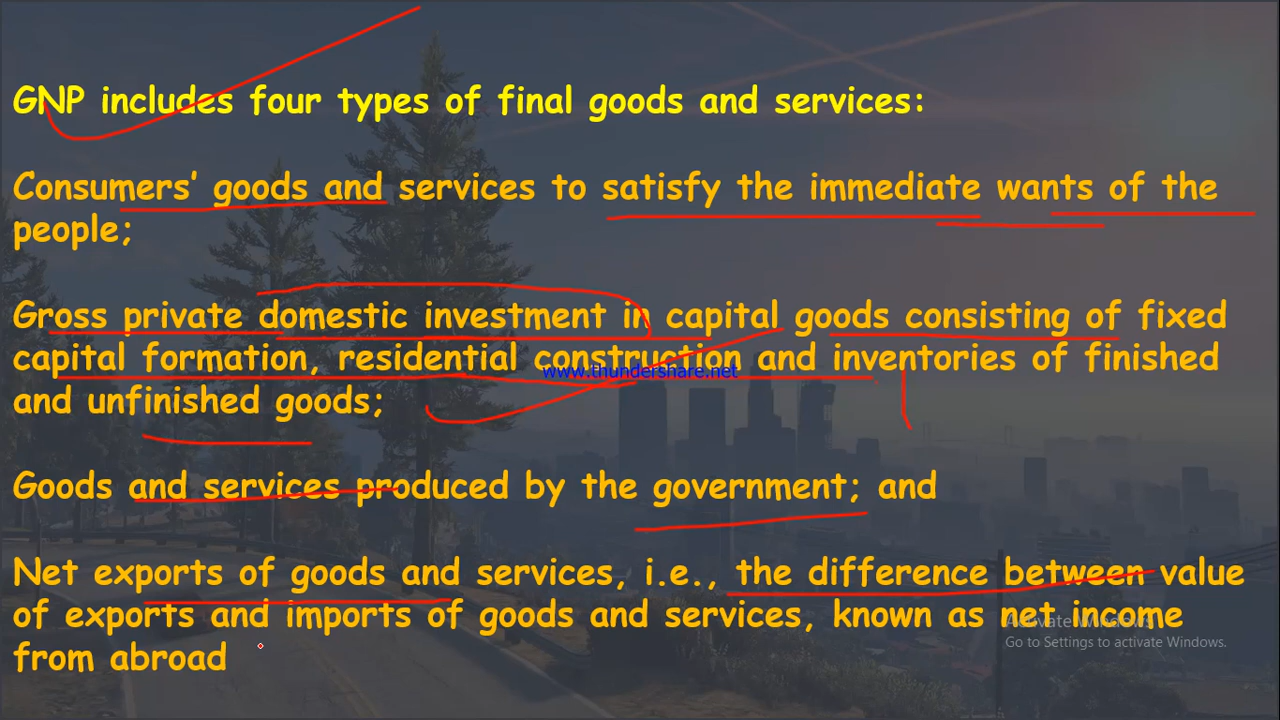 GNP includes four types of final goods and services:
Consumers’ goods and services to satisfy the immediate wants of the
people;
Gross private domestic investment in capital goods consisting of fixed
capital formation, residential construction and inventories of finished
and unfinished goods;
www.thundershare.net
Goods and services produced by the government; and
Net exports of goods and services, i.e., the difference between value
of exports and imports of goods and services, known as net income
from abroad
Activate Windows
Go to Settings to activate Windows.